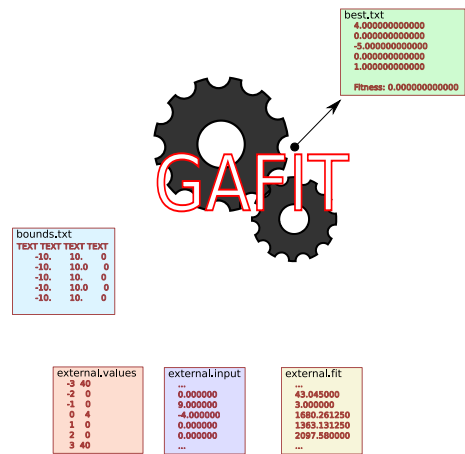 best.txt
4.000000000000
0.000000000000
-5.000000000000
0.000000000000
1.000000000000
Fitness: 0.000000000000
GAFIT
bounds.txt
TEXT TEXT TEXT TEXT
-10. 10. 0
-10. 10.0 0
-10. 10. 0
-10. 10.0 0
-10. 10. 0
external.values
-3 40
-2 0
-1 0
0 4
1 0
2 0
3 40
external.input
...
0.000000
9.000000
-4.000000
0.000000
0.000000
...
external.fit
...
43.045000
3.000000
1680.261250
1363.131250
2097.580000
...